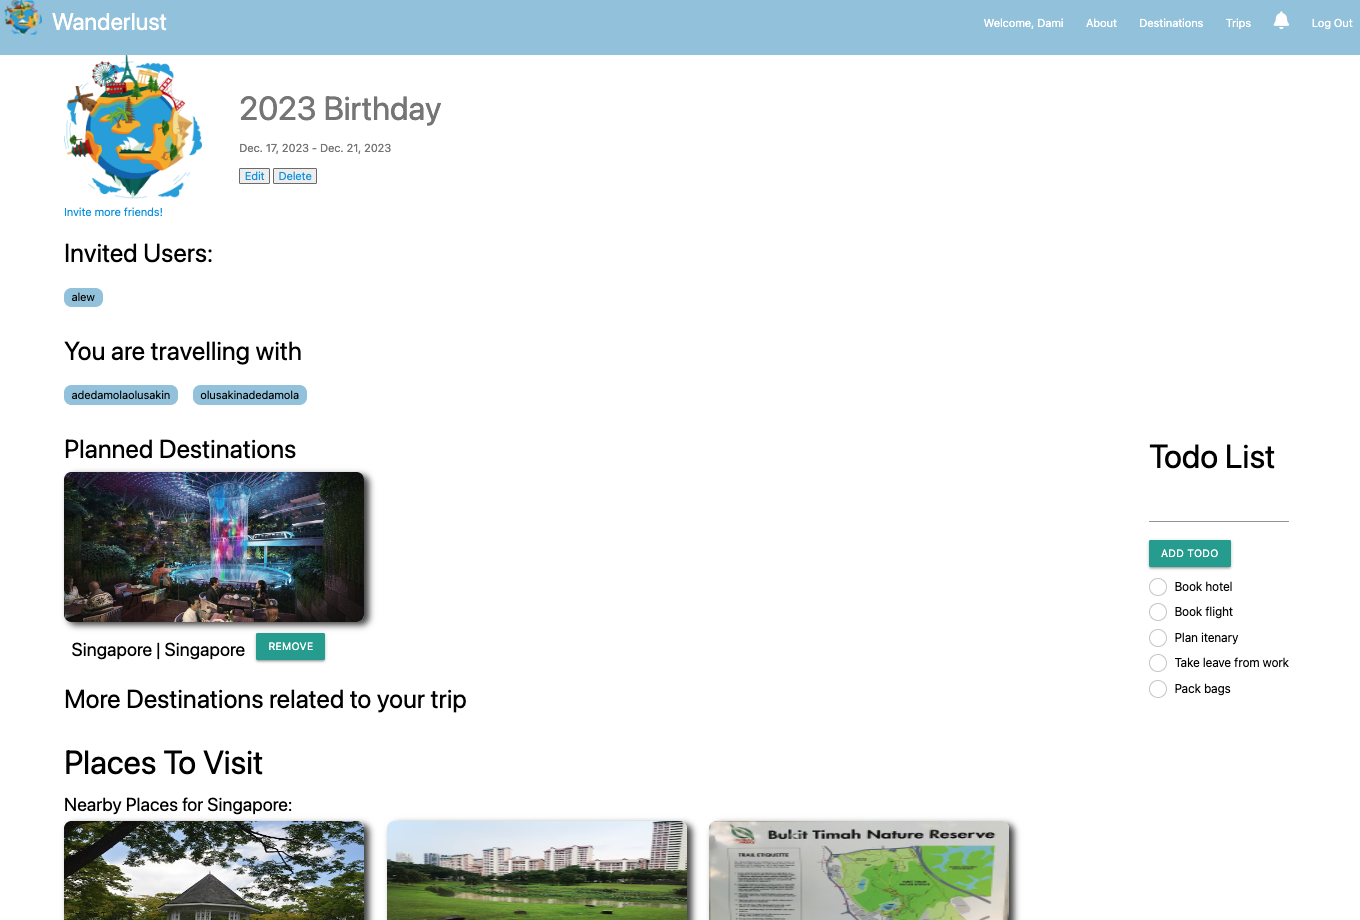 Wanderlust
Welcome, Dami
About
Destinations
Trips
Log Out
2023 Birthday
Dec. 17, 2023 - Dec. 21, 2023
Edit
Delete
Invite more friends!
Invited Users:
alew
You are travelling with
adedamolaolusakin
olusakinadedamola
Planned Destinations
Singapore | Singapore
REMOVE
More Destinations related to your trip
Todo List
ADD TODO
Book hotel
Book flight
Plan itenary
Take leave from work
Pack bags
Places To Visit
Nearby Places for Singapore:
Bukit Timah Nature Reserve
TRAIL ETIQUETTE